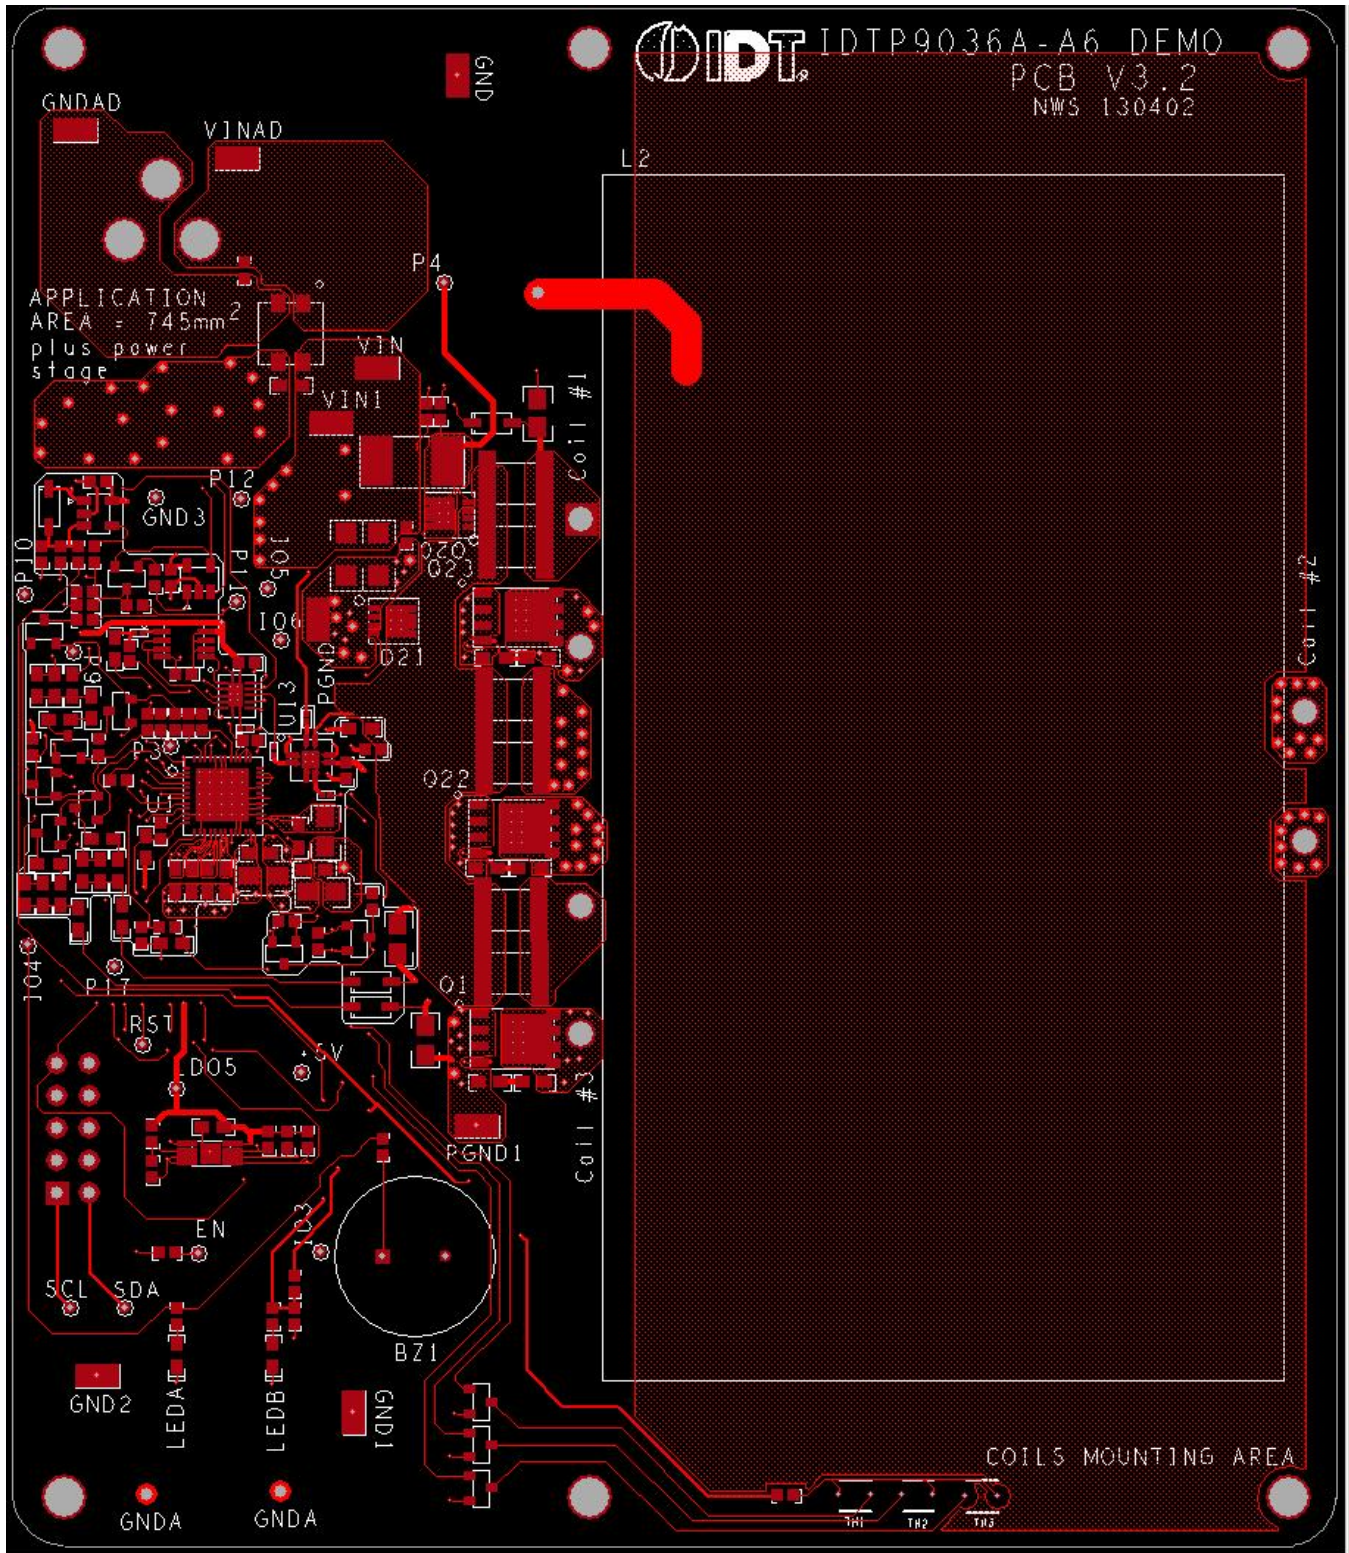 IDT® IDTP9036A-A6 DEMO
PCB V3.2
NWS 130402
GND
GNDAD
VINAD
L2
P4
APPLICATION
AREA = 745mm2
plus power
stage
VIN
VIN1
Coil #1
P12
GND3
P10
P11
IO5
Q20
Q23
IO6
D21
PGND
Coil #2
R9
U13
P3
Q22
U1
IO4
P17
Q1
RST
+5V
LDO5
Coil #3
PGND1
EN
IO3
SCL
SDA
BZ1
GND2
LEDA
LEDB
GND1
COILS MOUNTING AREA
GNDA
GNDA
TH1
TH2
TH3